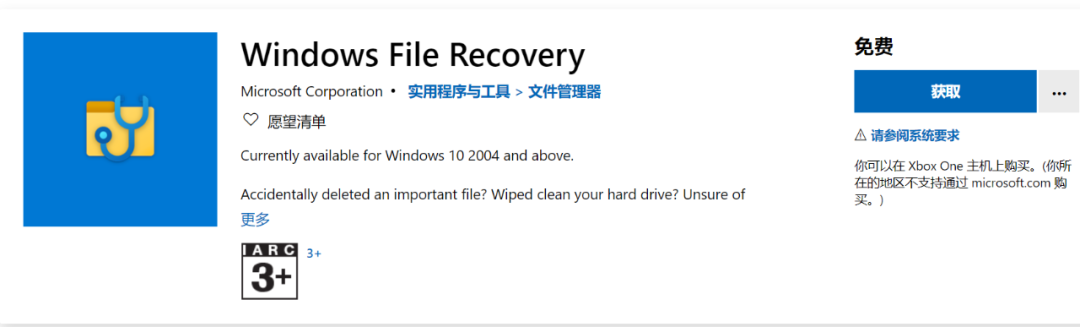 Windows File Recovery
Microsoft Corporation • 实用程序与工具 > 文件管理器
愿望清单
Currently available for Windows 10 2004 and above.
Accidentally deleted an important file? Wiped clean your hard drive? Unsure of
更多
IARC
3+
3+
免费
获取
...
请参阅系统要求
你可以在 Xbox One 主机上购买。(你所
在的地区不支持通过 microsoft.com 购
买。)